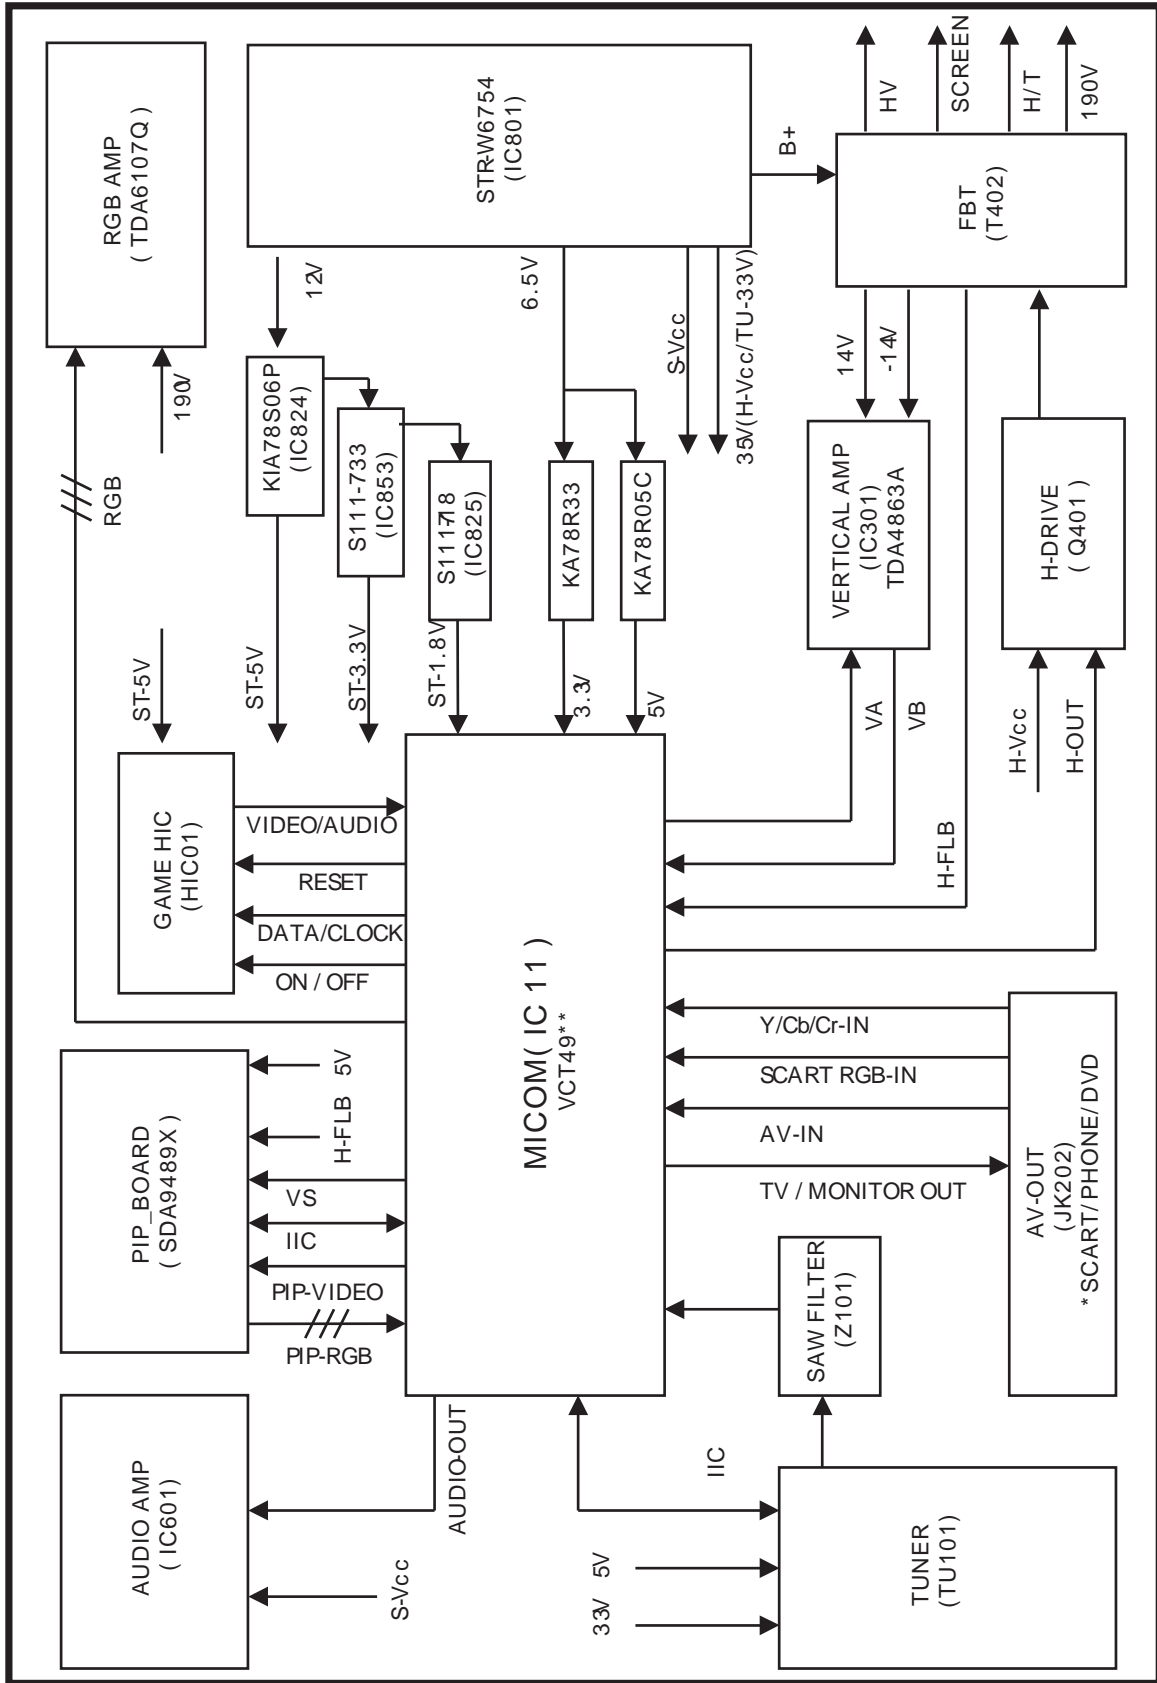 RGB AMP
( TDA6107Q )
190V
RGB
STR-W6754
(IC801)
B+
HV
SCREEN
H/T
190V
FBT
(T402)
12V
6.5V
S-Vcc
35V(H-Vcc/TU-33V)
14V
-14V
KIA78S06P
(IC824)
S111-733
(IC853)
S111718
(IC825)
KA78R33
KA78R05C
VERTICAL AMP
(IC301)
TDA4863A
H-DRIVE
( Q401 )
ST-5V
ST-5V
ST-3.3V
ST-1.8V
3.3V
5V
VA
VB
H-FLB
H-Vcc
H-OUT
GAME HIC
(HIC01)
VIDEO/AUDIO
RESET
DATA/CLOCK
ON / OFF
MICOM( IC 11 )
VCT49**
Y/Cb/Cr-IN
SCART RGB-IN
AV-IN
TV / MONITOR OUT
AV-OUT
(JK202)
*SCART/PHONE/DVD
PIP_BOARD
( SDA9489X )
5V
H-FLB
VS
IIC
PIP-VIDEO
PIP-RGB
SAW FILTER
(Z101)
AUDIO AMP
( IC601)
AUDIO-OUT
S-Vcc
IIC
5V
33V
TUNER
(TU101)